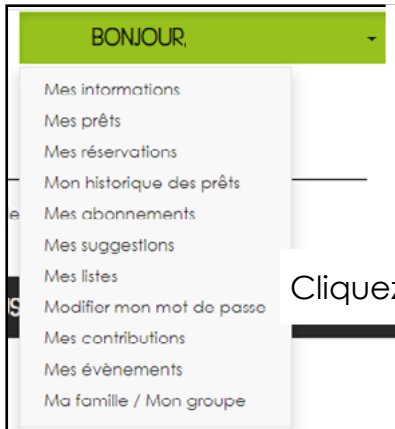 BONJOUR,
Mes informations
Mes prêts
Mes réservations
Mon historique des prêts
Mes abonnements
Mes suggestions
Mes listes
Modifier mon mot de passe
Cliquez
Mes contributions
Mes évènements
Ma famille / Mon groupe